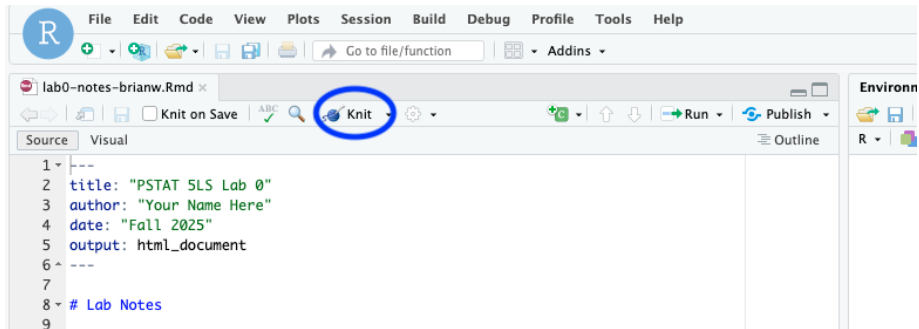 R File Edit Code View Plots Session Build Debug Profile Tools Help
Go to file/function Addins
lab0-notes-brianw.Rmd Environn
Knit on Save ABC Knit Run Publish
Source Visual Outline R
1 ---
2 title: "PSTAT 5LS Lab 0"
3 author: "Your Name Here"
4 date: "Fall 2025"
5 output: html_document
6 ---
7
8 # Lab Notes
9